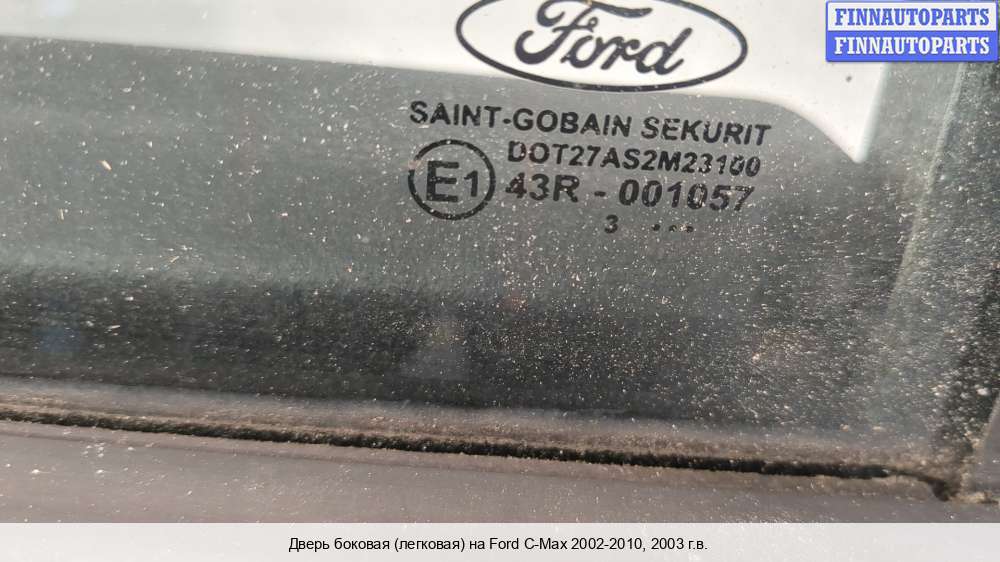 FINNAUTOPARTS
FINNAUTOPARTS
Ford
SAINT-GOBAIN SEKURIT
DOT27AS2M23100
E1 43R - 001057
3 ...
Дверь боковая (легковая) на Ford C-Max 2002-2010, 2003 г.в.